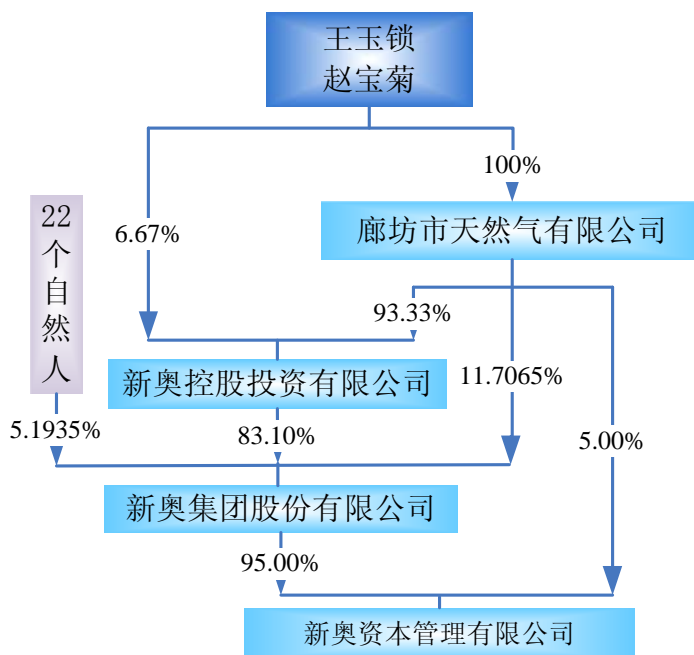 王玉锁
赵宝菊
100%
22个自然人
廊坊市天然气有限公司
6.67%
93.33%
新奥控股投资有限公司
11.7065%
5.1935%
83.10%
5.00%
新奥集团股份有限公司
95.00%
新奥资本管理有限公司